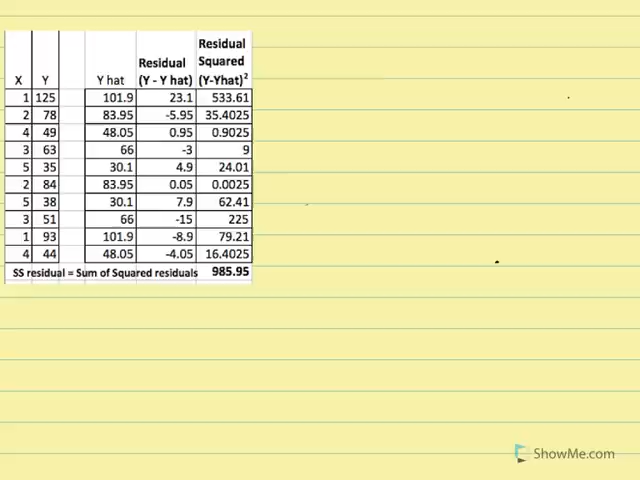 Residual
Residual Squared
X Y Y hat (Y - Y hat) (Y-Yhat)²
1 125 101.9 23.1 533.61
2 78 83.95 -5.95 35.4025
4 49 48.05 0.95 0.9025
3 63 66 -3 9
5 35 30.1 4.9 24.01
2 84 83.95 0.05 0.0025
5 38 30.1 7.9 62.41
3 51 66 -15 225
1 93 101.9 -8.9 79.21
4 44 48.05 -4.05 16.4025
SS residual = Sum of Squared residuals 985.95
ShowMe.com